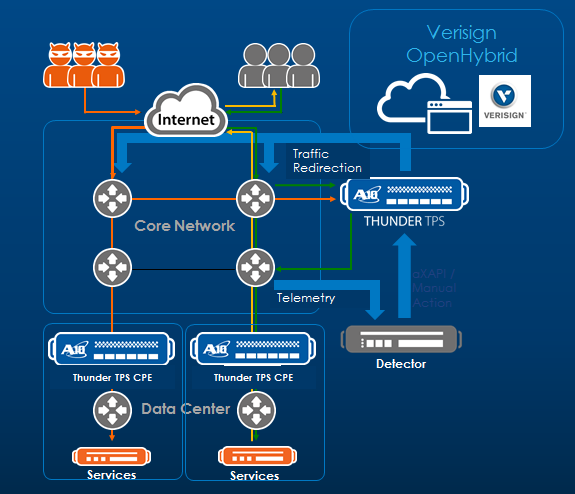 Verisign
OpenHybrid
VERISIGN
Internet
Traffic
Redirection
A10
THUNDER TPS
Core Network
aXAPI /
Manual
Action
Telemetry
Detector
A10
Thunder TPS CPE
A10
Thunder TPS CPE
Data Center
Services
Services